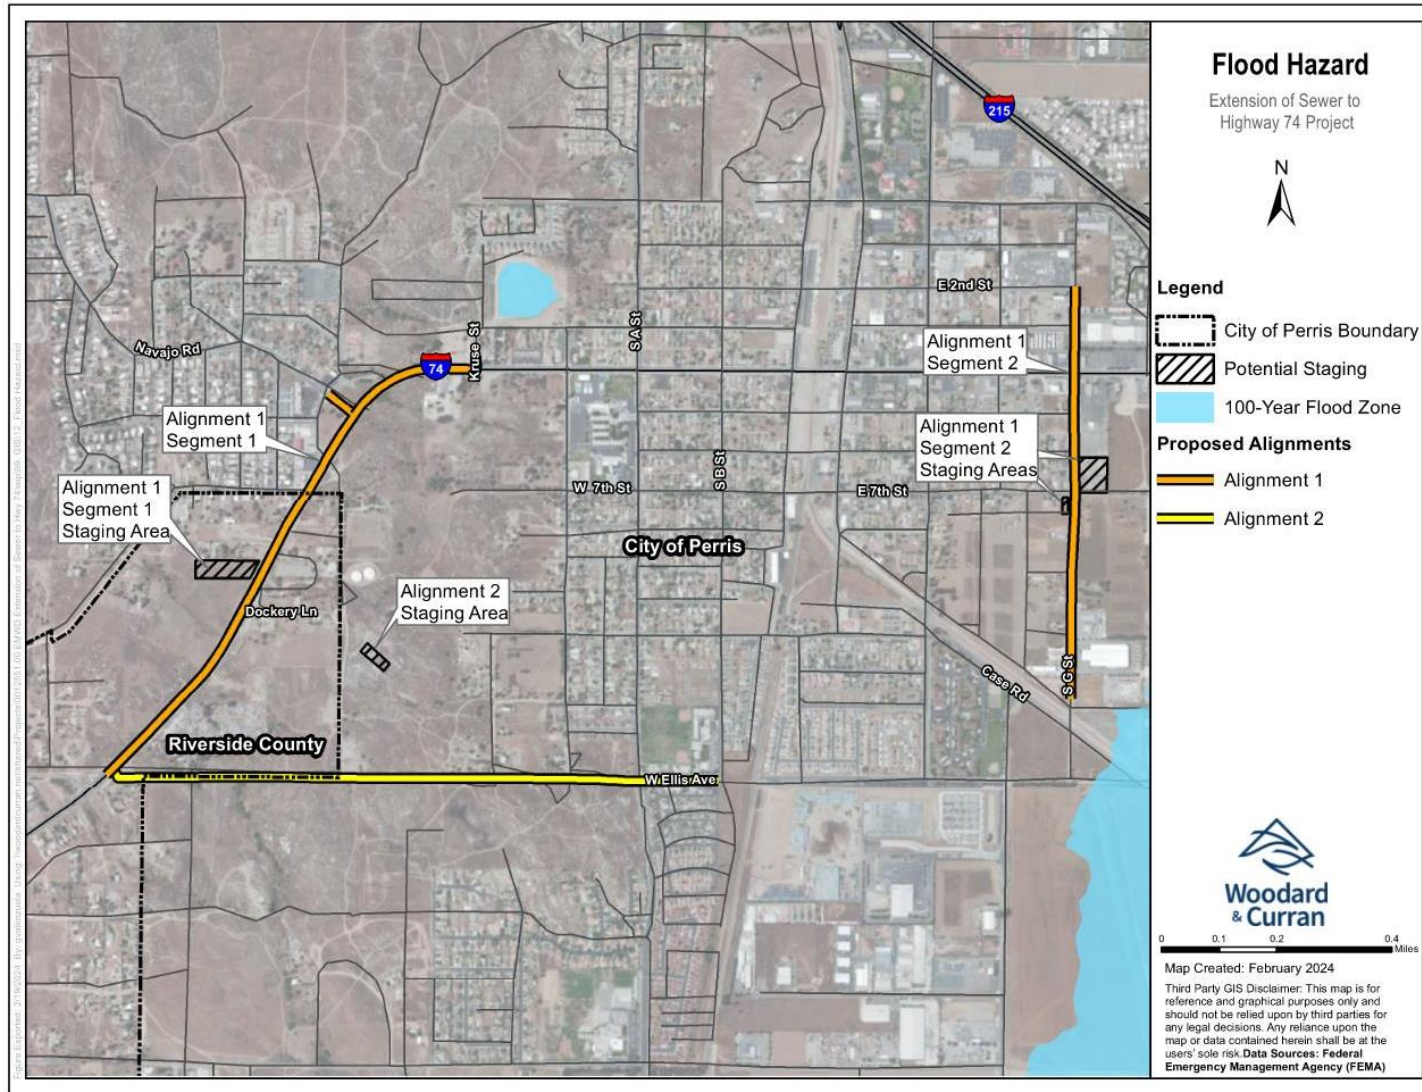 Flood Hazard
Extension of Sewer to
Highway 74 Project
N
Legend
City of Perris Boundary
Potential Staging
100-Year Flood Zone
Proposed Alignments
Alignment 1
Alignment 2
Woodard
& Curran
0 0.1 0.2 0.4
Miles
Map Created: February 2024
Third Party GIS Disclaimer: This map is for
reference and graphical purposes only and
should not be relied upon by third parties for
any legal decisions. Any reliance upon the
map or data contained herein shall be at the
users' sole risk.Data Sources: Federal
Emergency Management Agency (FEMA)
215
E 2nd St
S A St
Kruse St
Navajo Rd
74
Alignment 1
Segment 2
Alignment 1
Segment 1
Alignment 1
Segment 2
Staging Areas
Alignment 1
Segment 1
Staging Area
S B St
W 7th St
E 7th St
City of Perris
Alignment 2
Staging Area
Dockery Ln
Case Rd
S G St
Riverside County
W Ellis Ave